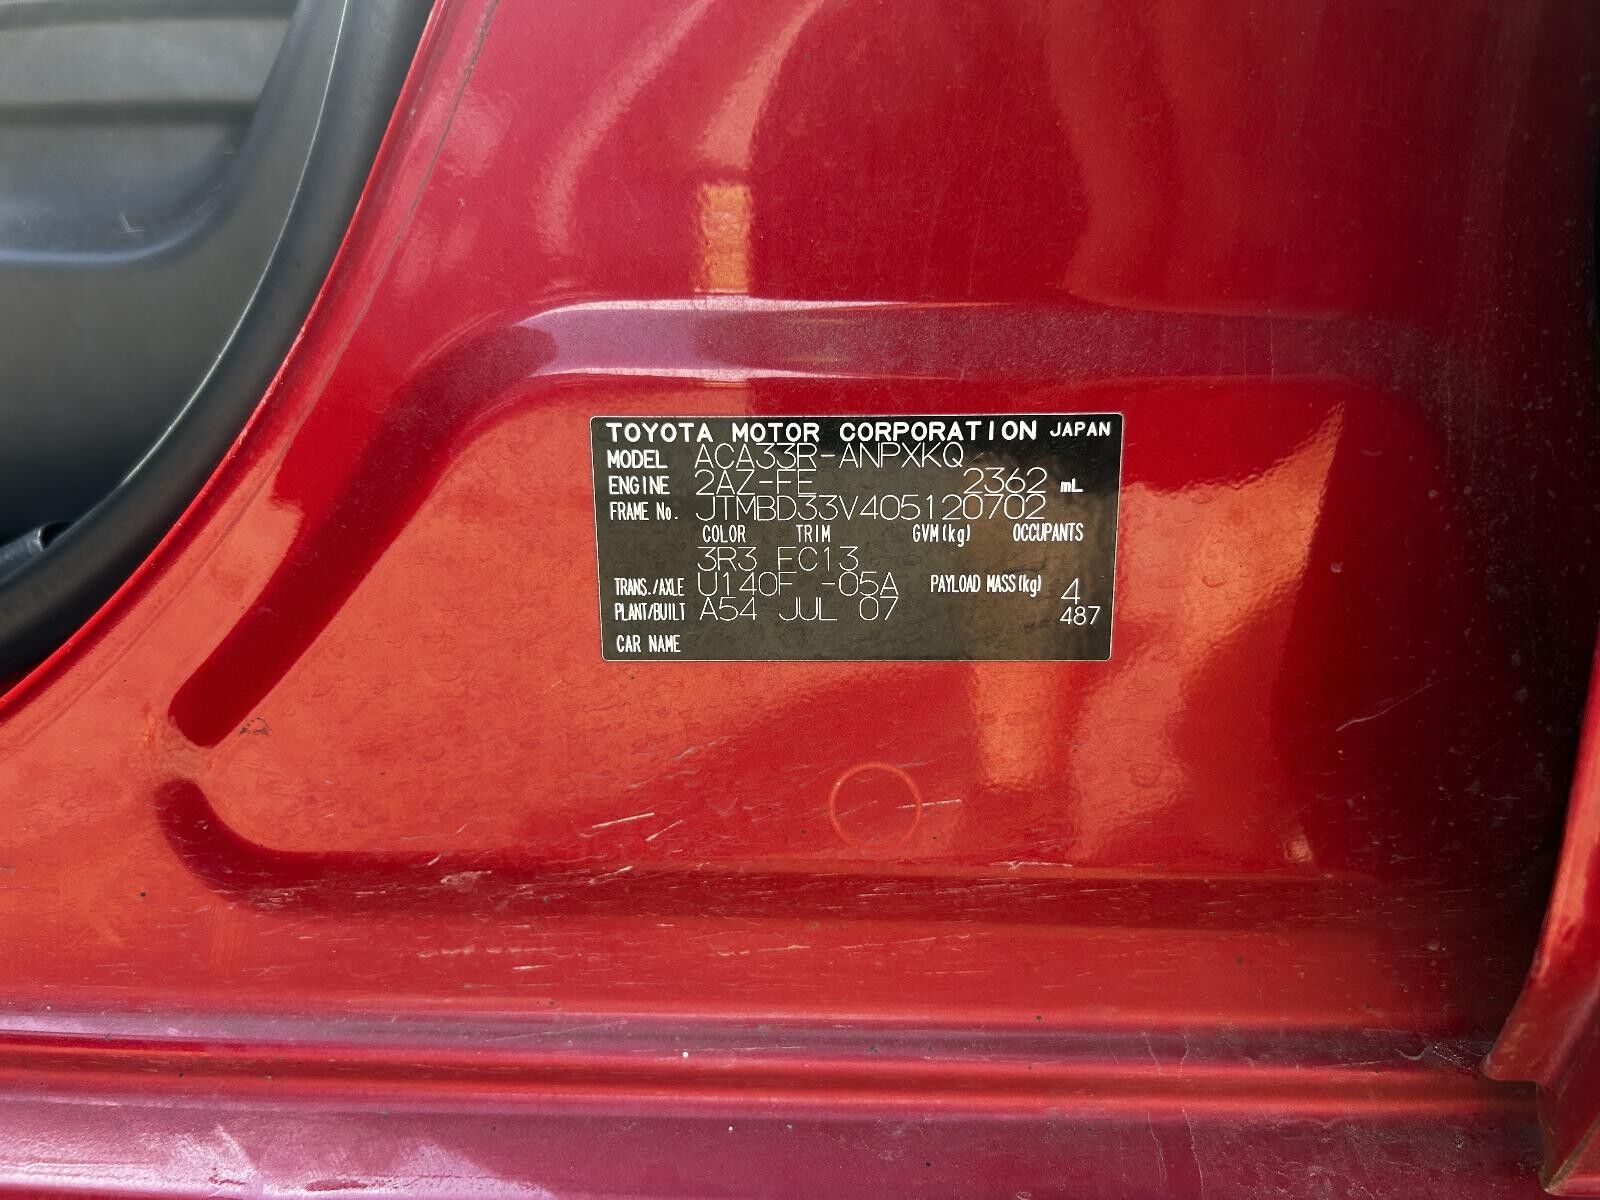 TOYOTA MOTOR CORPORATION JAPAN
MODEL ACA33R-ANPXKQ
ENGINE 2AZ-FE 2362 mL
FRAME No. JTMBD33V405120702
COLOR TRIM GVM(kg) OCCUPANTS
3R3 FC13
TRANS./AXLE U140F -05A PAYLOAD MASS(kg) 4
PLANT/BUILT A54 JUL 07 487
CAR NAME